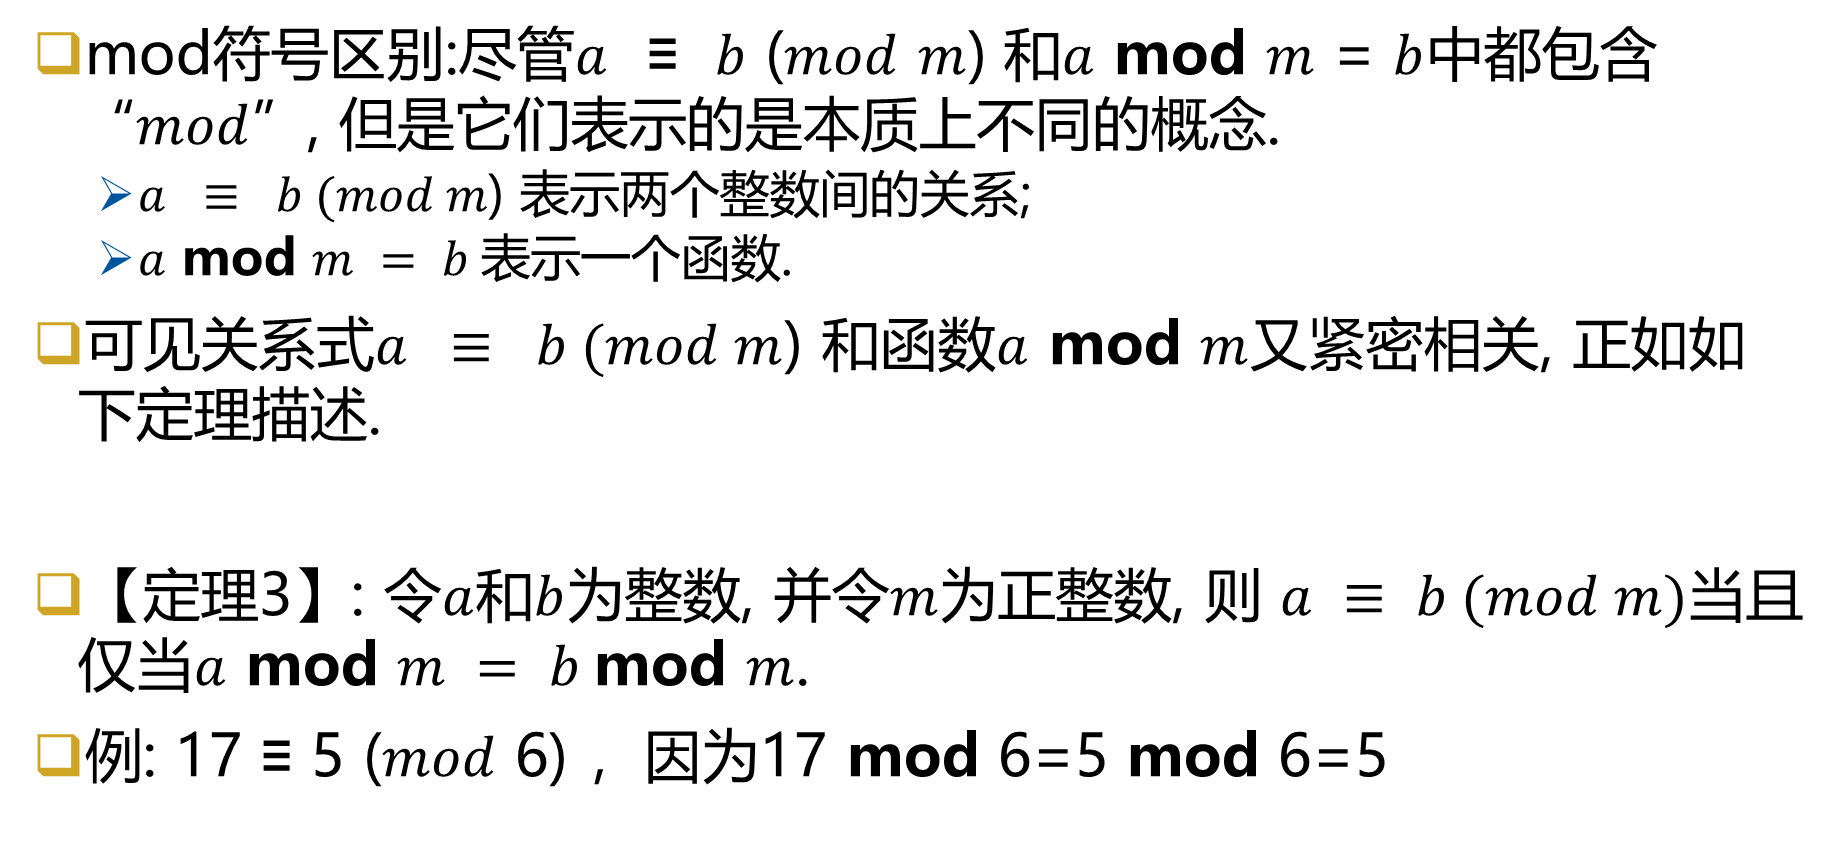 mod符号区别:尽管a ≡ b (mod m) 和a mod m = b中都包含
“mod”, 但是它们表示的是本质上不同的概念.
a ≡ b (mod m) 表示两个整数间的关系;
a mod m = b 表示一个函数.
可见关系式a ≡ b (mod m) 和函数a mod m又紧密相关, 正如如
下定理描述.
【定理3】: 令a和b为整数, 并令m为正整数, 则 a ≡ b (mod m)当且
仅当a mod m = b mod m.
例: 17 ≡ 5 (mod 6) , 因为17 mod 6=5 mod 6=5